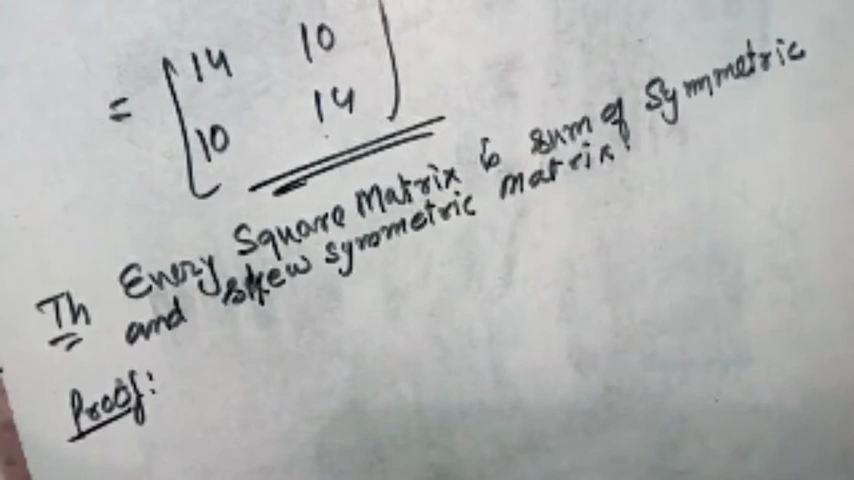 = [14 10
10 14]
Th Every Square Matrix is sum of Symmetric
and skew symmetric matrix.
Proof: